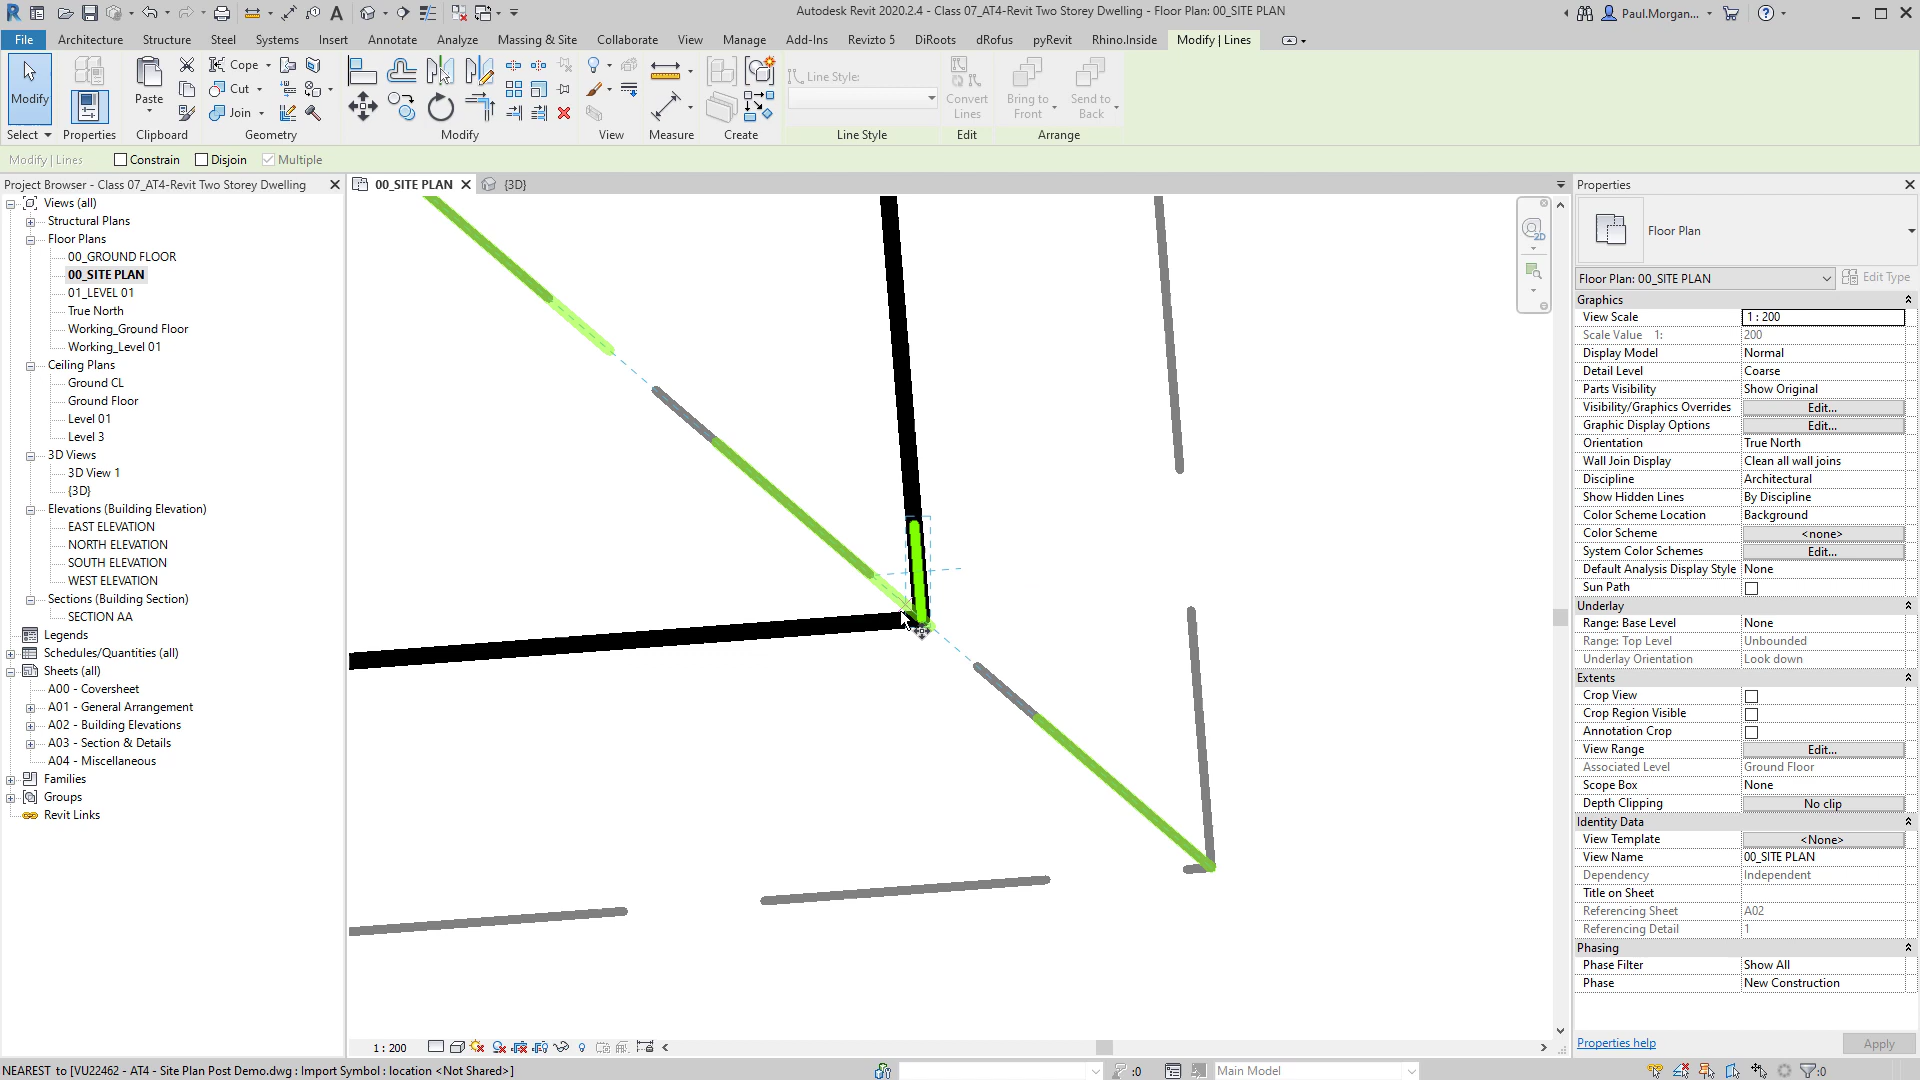 Autodesk Revit 2020.2.4 - Class 07_AT4-Revit Two Storey Dwelling - Floor Plan: 00_SITE PLAN
Paul.Morgan...
File Architecture Structure Steel Systems Insert Annotate Analyze Massing & Site Collaborate View Manage Add-Ins Revizto 5 DiRoots dRofus pyRevit Rhino.Inside Modify | Lines
Modify
Paste
Cope
Cut
Join
Line Style:
Convert Lines
Bring to Front
Send to Back
Select Properties Clipboard Geometry Modify View Measure Create Line Style Edit Arrange
Modify | Lines Constrain Disjoin Multiple
Project Browser - Class 07_AT4-Revit Two Storey Dwelling
Views (all)
Structural Plans
Floor Plans
00_GROUND FLOOR
00_SITE PLAN
01_LEVEL 01
True North
Working_Ground Floor
Working_Level 01
Ceiling Plans
Ground CL
Ground Floor
Level 01
Level 3
3D Views
3D View 1
{3D}
Elevations (Building Elevation)
EAST ELEVATION
NORTH ELEVATION
SOUTH ELEVATION
WEST ELEVATION
Sections (Building Section)
SECTION AA
Legends
Schedules/Quantities (all)
Sheets (all)
A00 - Coversheet
A01 - General Arrangement
A02 - Building Elevations
A03 - Section & Details
A04 - Miscellaneous
Families
Groups
Revit Links
00_SITE PLAN
{3D}
2D
1 : 200
Properties
Floor Plan
Floor Plan: 00_SITE PLAN Edit Type
Graphics
View Scale 1 : 200
Scale Value 1: 200
Display Model Normal
Detail Level Coarse
Parts Visibility Show Original
Visibility/Graphics Overrides Edit...
Graphic Display Options Edit...
Orientation True North
Wall Join Display Clean all wall joins
Discipline Architectural
Show Hidden Lines By Discipline
Color Scheme Location Background
Color Scheme <none>
System Color Schemes Edit...
Default Analysis Display Style None
Sun Path
Underlay
Range: Base Level None
Range: Top Level Unbounded
Underlay Orientation Look down
Extents
Crop View
Crop Region Visible
Annotation Crop
View Range Edit...
Associated Level Ground Floor
Scope Box None
Depth Clipping No clip
Identity Data
View Template <None>
View Name 00_SITE PLAN
Dependency Independent
Title on Sheet
Referencing Sheet A02
Referencing Detail 1
Phasing
Phase Filter Show All
Phase New Construction
Properties help Apply
NEAREST to [VU22462 - AT4 - Site Plan Post Demo.dwg : Import Symbol : location <Not Shared>]
:0
Main Model
:0